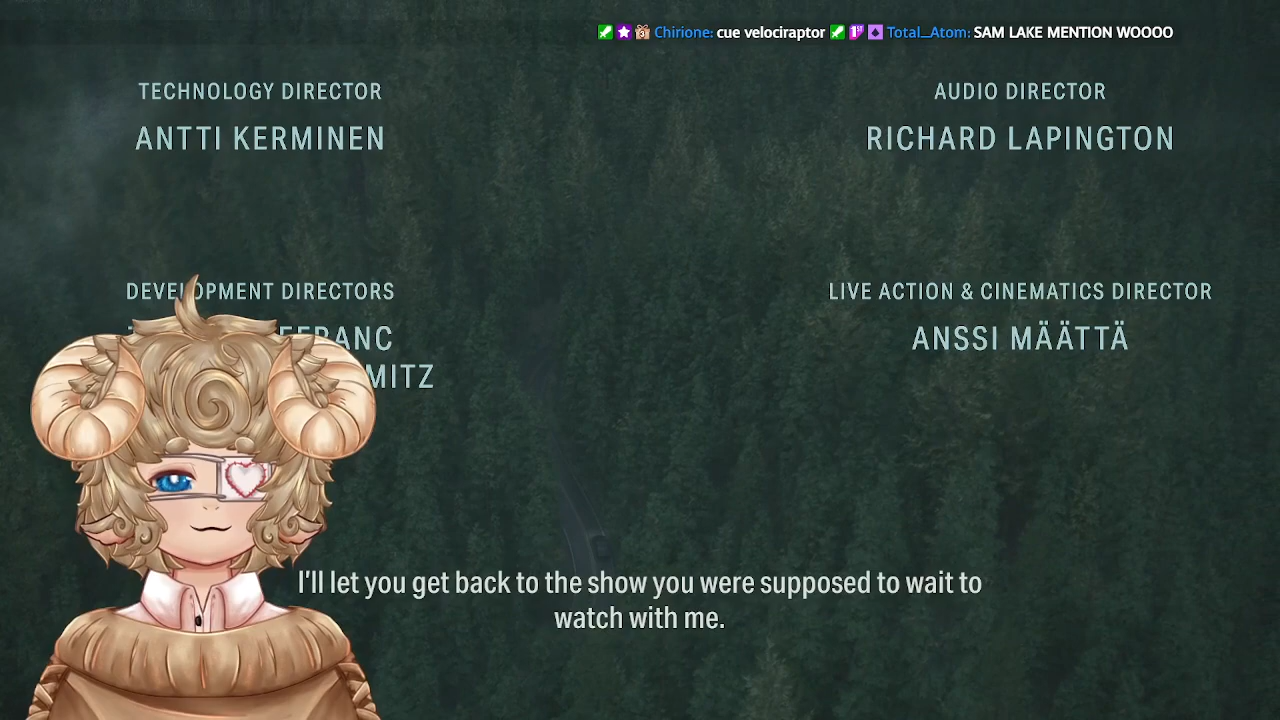 Chirione: cue velociraptor Total_Atom: SAM LAKE MENTION WOOOO
TECHNOLOGY DIRECTOR
ANTTI KERMINEN
AUDIO DIRECTOR
RICHARD LAPINGTON
DEVELOPMENT DIRECTORS
LIVE ACTION & CINEMATICS DIRECTOR
ANSSI MÄÄTTÄ
I'll let you get back to the show you were supposed to wait to
watch with me.